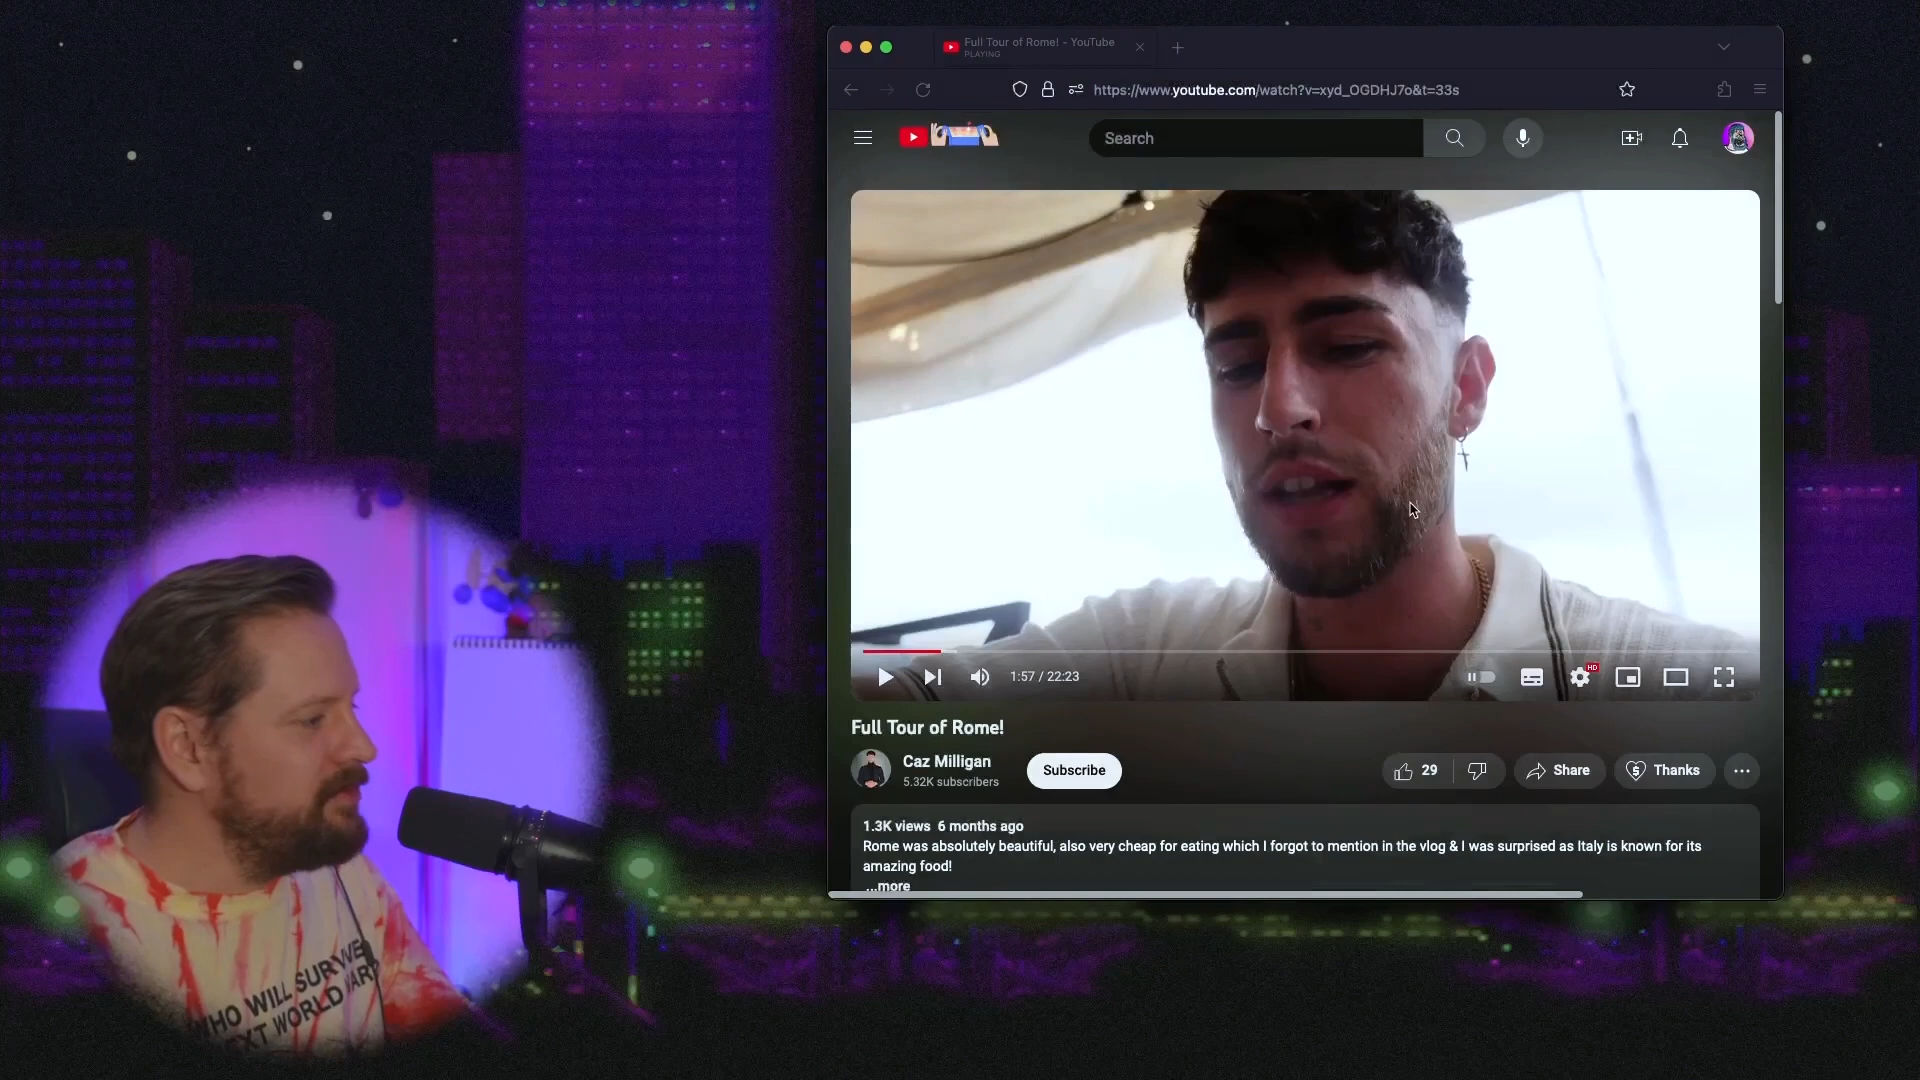 Full Tour of Rome! - YouTube
PLAYING
https://www.youtube.com/watch?v=xyd_OGDHJ7o&t=33s
Search
1:57 / 22:23
HD
Full Tour of Rome!
Caz Milligan
5.32K subscribers
Subscribe
29
Share
Thanks
1.3K views 6 months ago
Rome was absolutely beautiful, also very cheap for eating which I forgot to mention in the vlog & I was surprised as Italy is known for its
amazing food!
...more
WHO WILL SURVIVE
NEXT WORLD WAR?